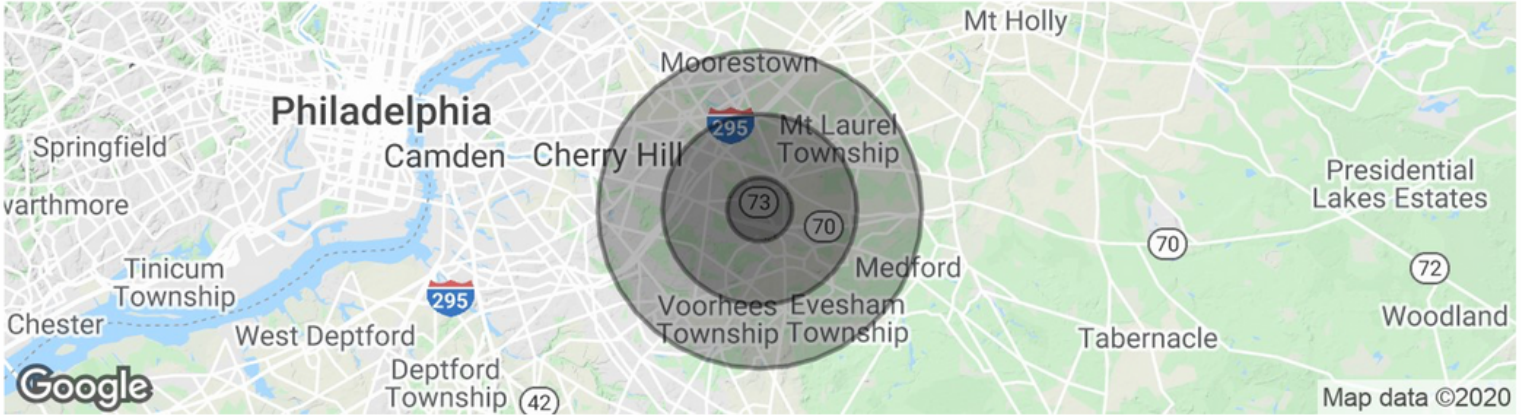 Mt Holly
Moorestown
Philadelphia
295
Mt Laurel
Township
Springfield
Camden
Cherry Hill
Presidential
Lakes Estates
warthmore
73
70
70
Tinicum
Township
Medford
72
295
Chester
West Deptford
Voorhees
Township
Evesham
Township
Woodland
Tabernacle
Deptford
Township
42
Google
Map data ©2020